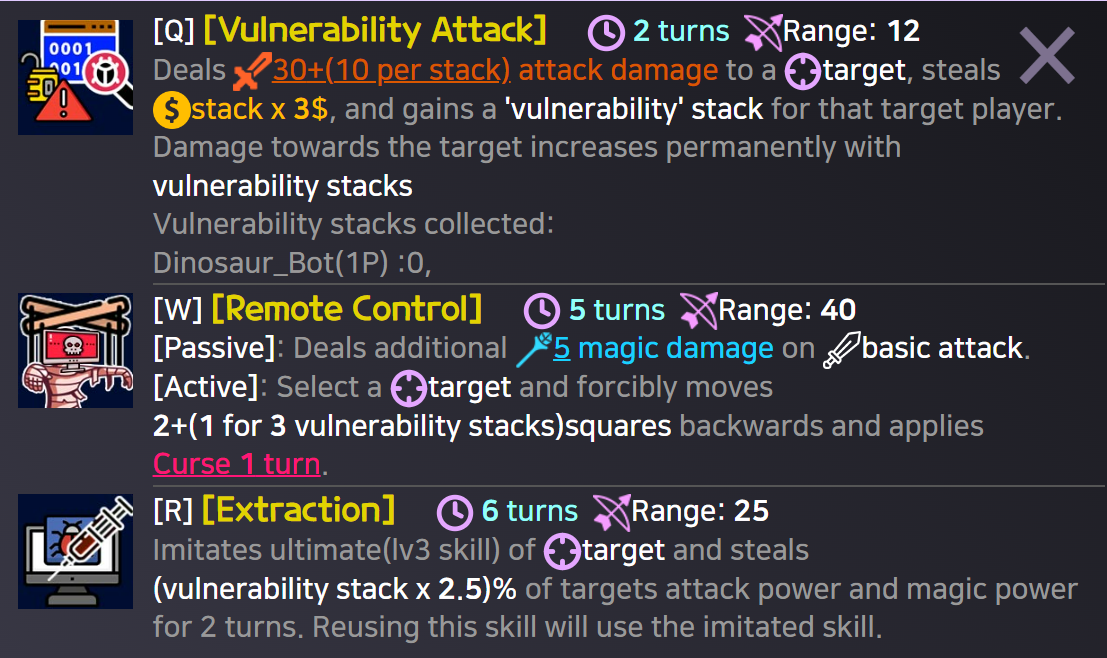 [Q] [Vulnerability Attack] 2 turns Range: 12
Deals 30+(10 per stack) attack damage to a target, steals
$ stack x 3$, and gains a 'vulnerability' stack for that target player.
Damage towards the target increases permanently with
vulnerability stacks
Vulnerability stacks collected:
Dinosaur_Bot(1P) :0,
[W] [Remote Control] 5 turns Range: 40
[Passive]: Deals additional 5 magic damage on basic attack.
[Active]: Select a target and forcibly moves
2+(1 for 3 vulnerability stacks)squares backwards and applies
Curse 1 turn.
[R] [Extraction] 6 turns Range: 25
Imitates ultimate(lv3 skill) of target and steals
(vulnerability stack x 2.5)% of targets attack power and magic power
for 2 turns. Reusing this skill will use the imitated skill.